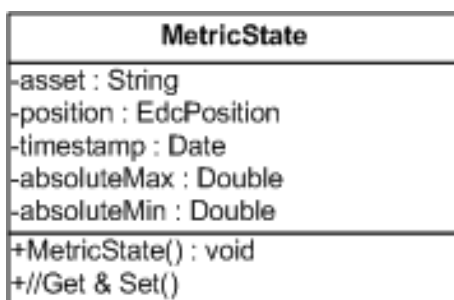 MetricState
-asset : String
-position : EdcPosition
-timestamp : Date
-absoluteMax : Double
-absoluteMin : Double
+MetricState() : void
+//Get & Set()